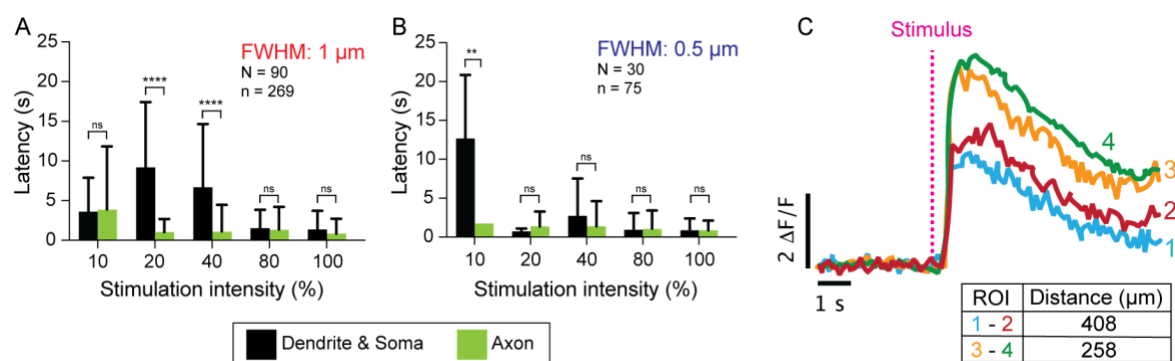 A
FWHM: 1 µm
N = 90
n = 269
Latency (s)
25
20
15
10
5
0
ns
****
****
ns
ns
10 20 40 80 100
Stimulation intensity (%)
B
FWHM: 0.5 µm
N = 30
n = 75
Latency (s)
25
20
15
10
5
0
**
ns
ns
ns
ns
10 20 40 80 100
Stimulation intensity (%)
Dendrite & Soma Axon
C
Stimulus
4
3
2
1
2 ΔF/F
1 s
ROI Distance (µm)
1 - 2 408
3 - 4 258